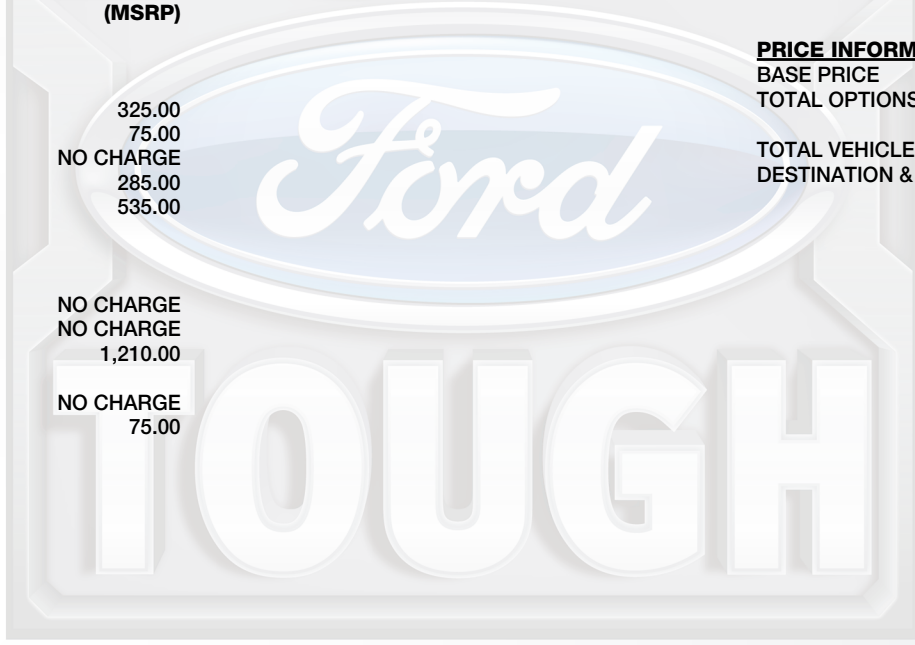 (MSRP)
325.00
75.00
NO CHARGE
285.00
535.00
NO CHARGE
NO CHARGE
1,210.00
NO CHARGE
75.00
PRICE INFORM
BASE PRICE
TOTAL OPTIONS
TOTAL VEHICLE
DESTINATION &
Ford
TOUGH